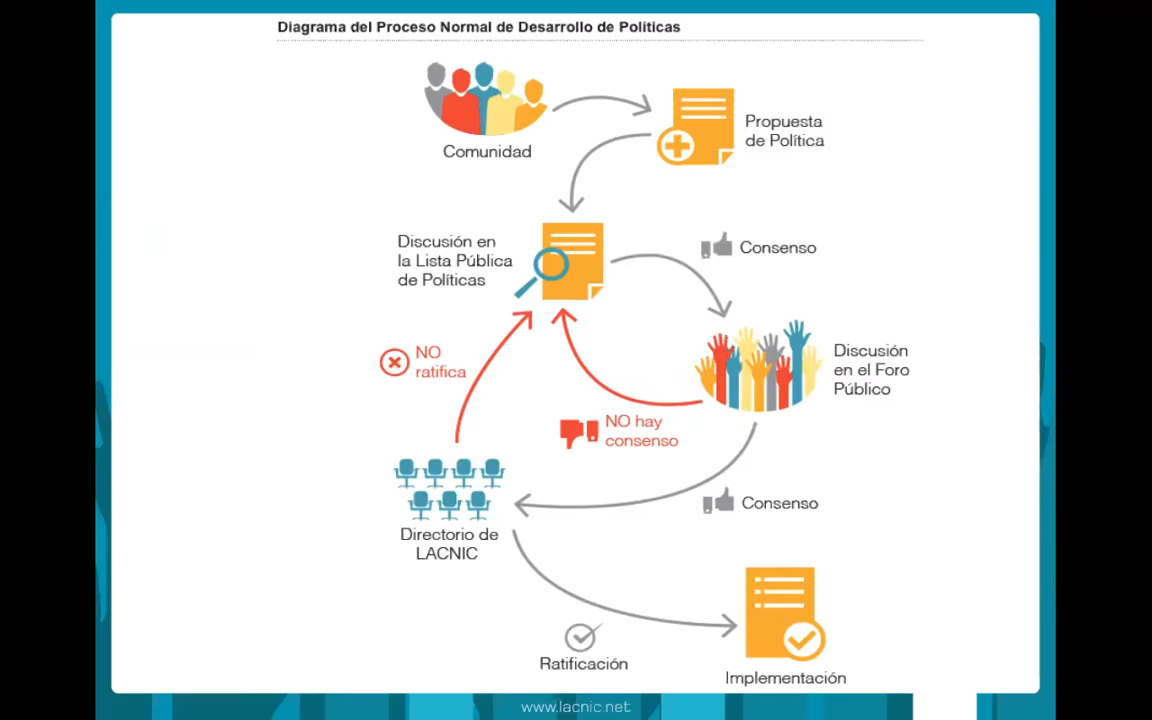 Diagrama del Proceso Normal de Desarrollo de Políticas
Comunidad
Propuesta
de Política
Discusión en
la Lista Pública
de Políticas
Consenso
NO
ratifica
Discusión
en el Foro
Público
NO hay
consenso
Consenso
Directorio de
LACNIC
Ratificación
Implementación
www.lacnic.net